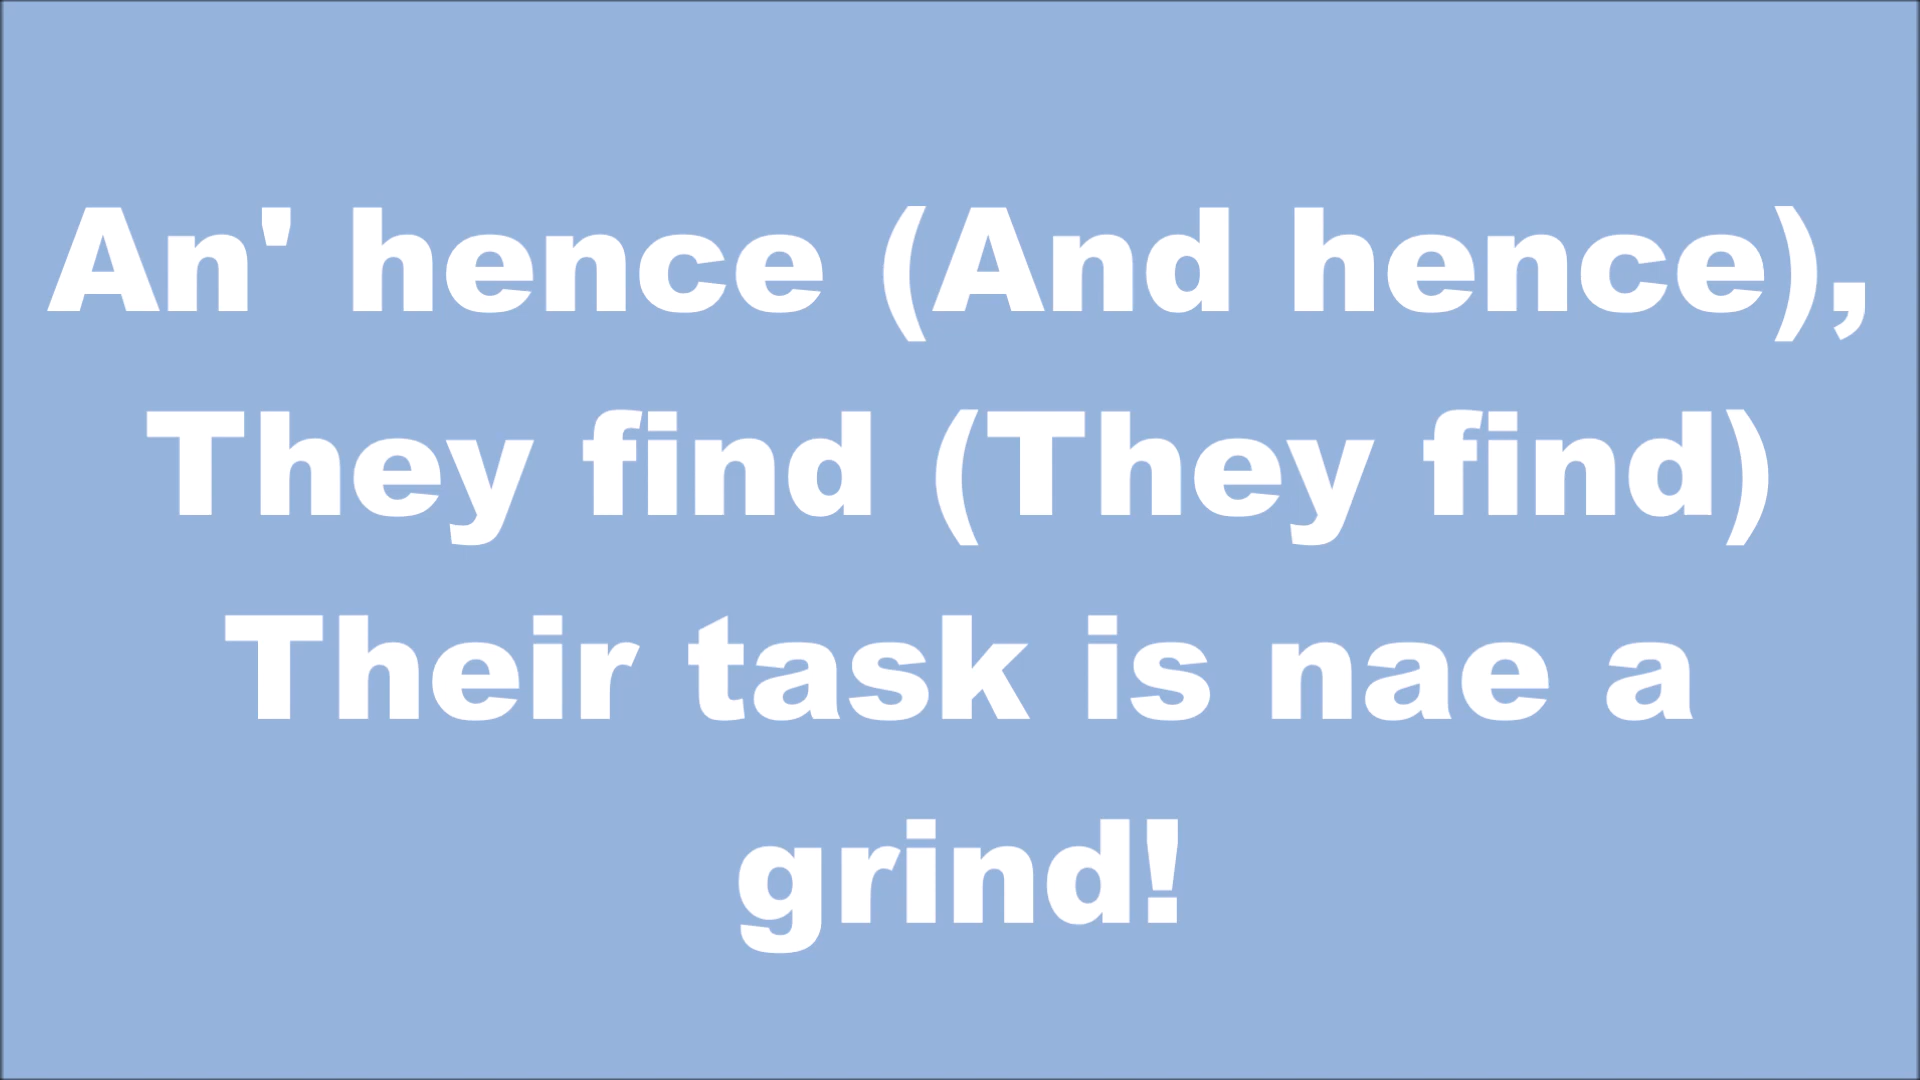 An' hence (And hence),
They find (They find)
Their task is nae a
grind!